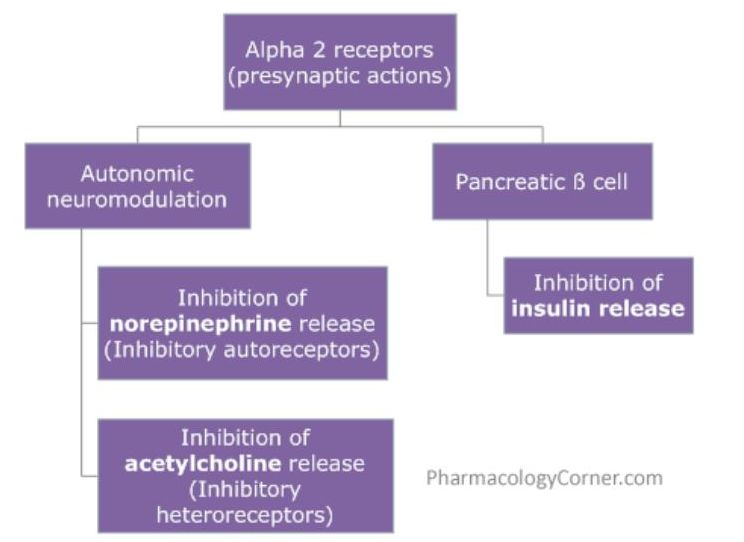 Alpha 2 receptors
(presynaptic actions)
Autonomic
neuromodulation
Pancreatic ß cell
Inhibition of
norepinephrine release
(Inhibitory autoreceptors)
Inhibition of
insulin release
Inhibition of
acetylcholine release
(Inhibitory
heteroreceptors)
PharmacologyCorner.com